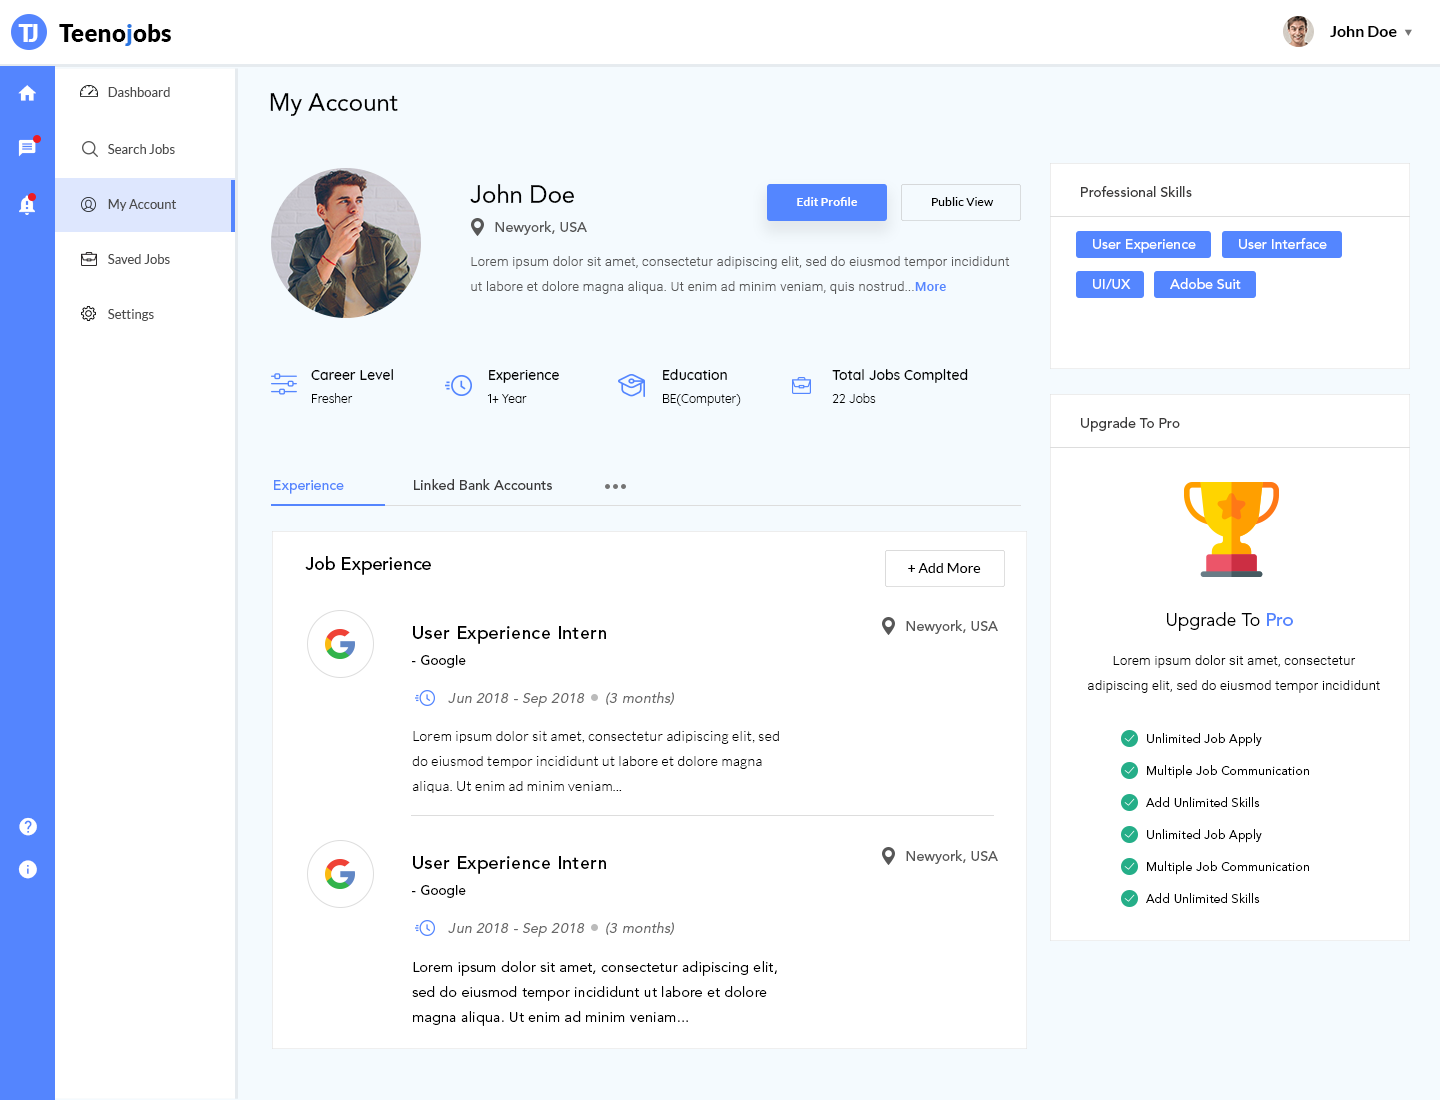 TJ Teenojobs
John Doe ▾
Dashboard
Search Jobs
My Account
Saved Jobs
Settings
My Account
John Doe
Newyork, USA
Edit Profile
Public View
Lorem ipsum dolor sit amet, consectetur adipiscing elit, sed do eiusmod tempor incididunt
ut labore et dolore magna aliqua. Ut enim ad minim veniam, quis nostrud...More
Career Level
Fresher
Experience
1+ Year
Education
BE(Computer)
Total Jobs Complted
22 Jobs
Experience
Linked Bank Accounts
Job Experience
+ Add More
User Experience Intern
- Google
Newyork, USA
Jun 2018 - Sep 2018 (3 months)
Lorem ipsum dolor sit amet, consectetur adipiscing elit, sed
do eiusmod tempor incididunt ut labore et dolore magna
aliqua. Ut enim ad minim veniam...
User Experience Intern
- Google
Newyork, USA
Jun 2018 - Sep 2018 (3 months)
Lorem ipsum dolor sit amet, consectetur adipiscing elit,
sed do eiusmod tempor incididunt ut labore et dolore
magna aliqua. Ut enim ad minim veniam...
Professional Skills
User Experience
User Interface
UI/UX
Adobe Suit
Upgrade To Pro
Upgrade To Pro
Lorem ipsum dolor sit amet, consectetur
adipiscing elit, sed do eiusmod tempor incididunt
Unlimited Job Apply
Multiple Job Communication
Add Unlimited Skills
Unlimited Job Apply
Multiple Job Communication
Add Unlimited Skills